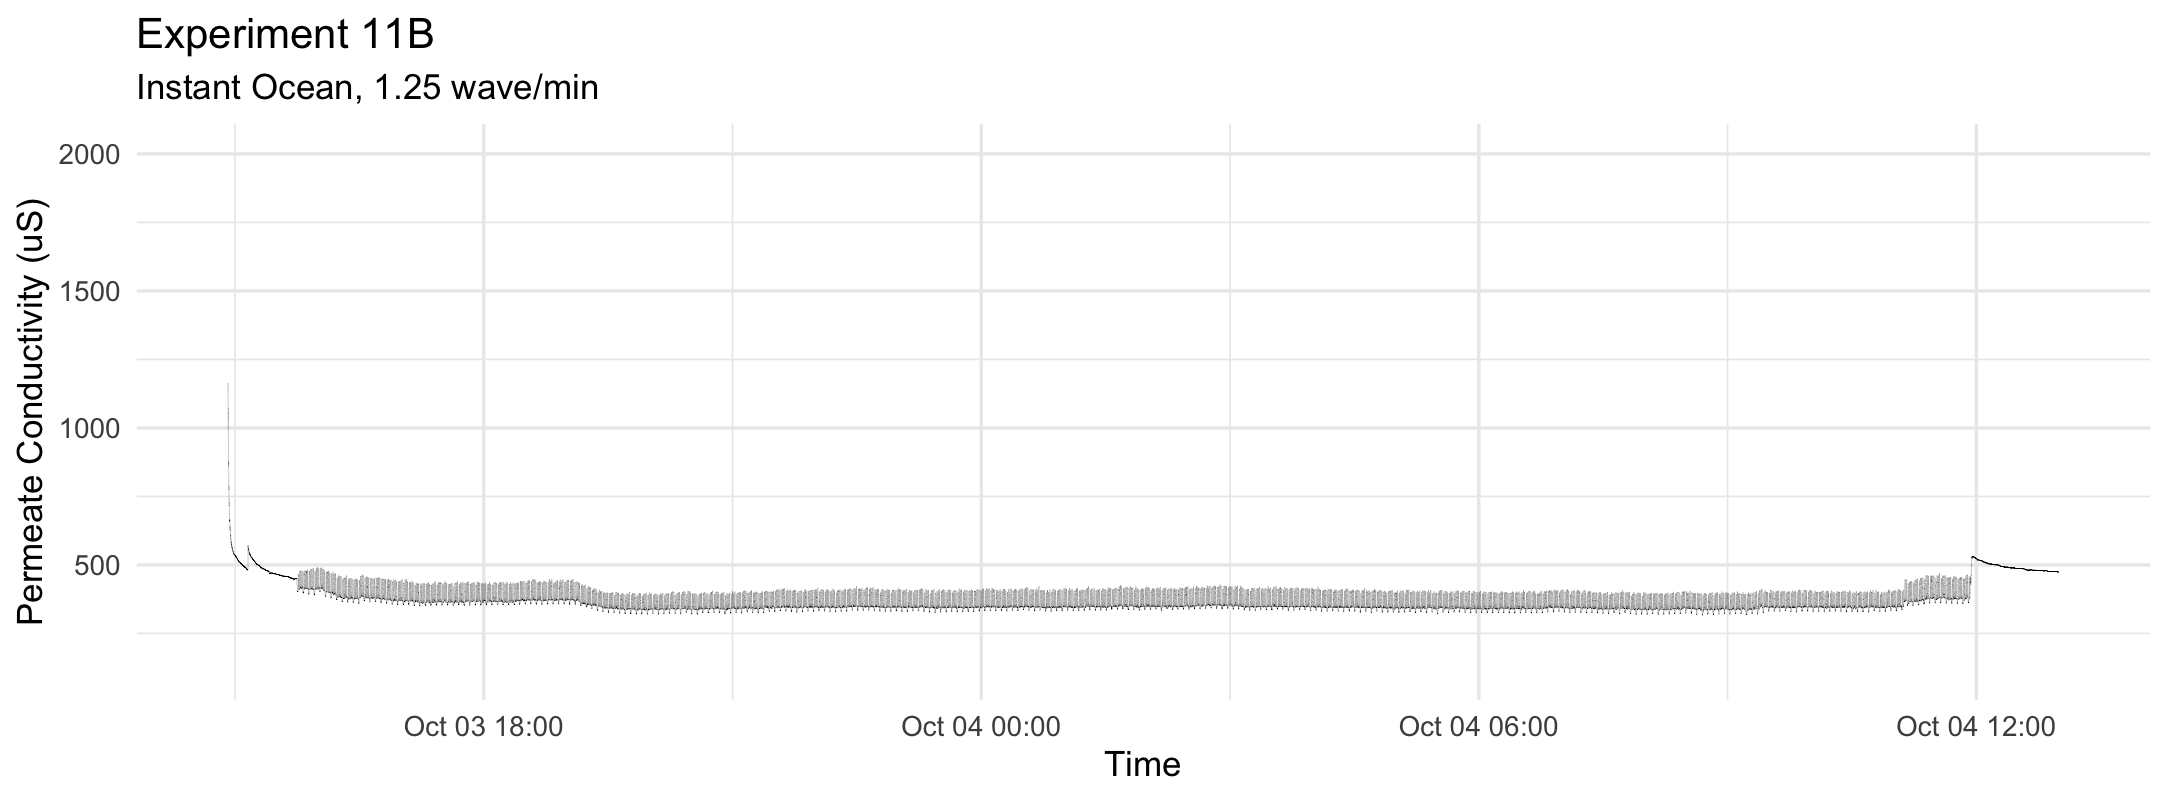 Experiment 11B
Instant Ocean, 1.25 wave/min
Permeate Conductivity (uS)
2000
1500
1000
500
Oct 03 18:00
Oct 04 00:00
Oct 04 06:00
Oct 04 12:00
Time